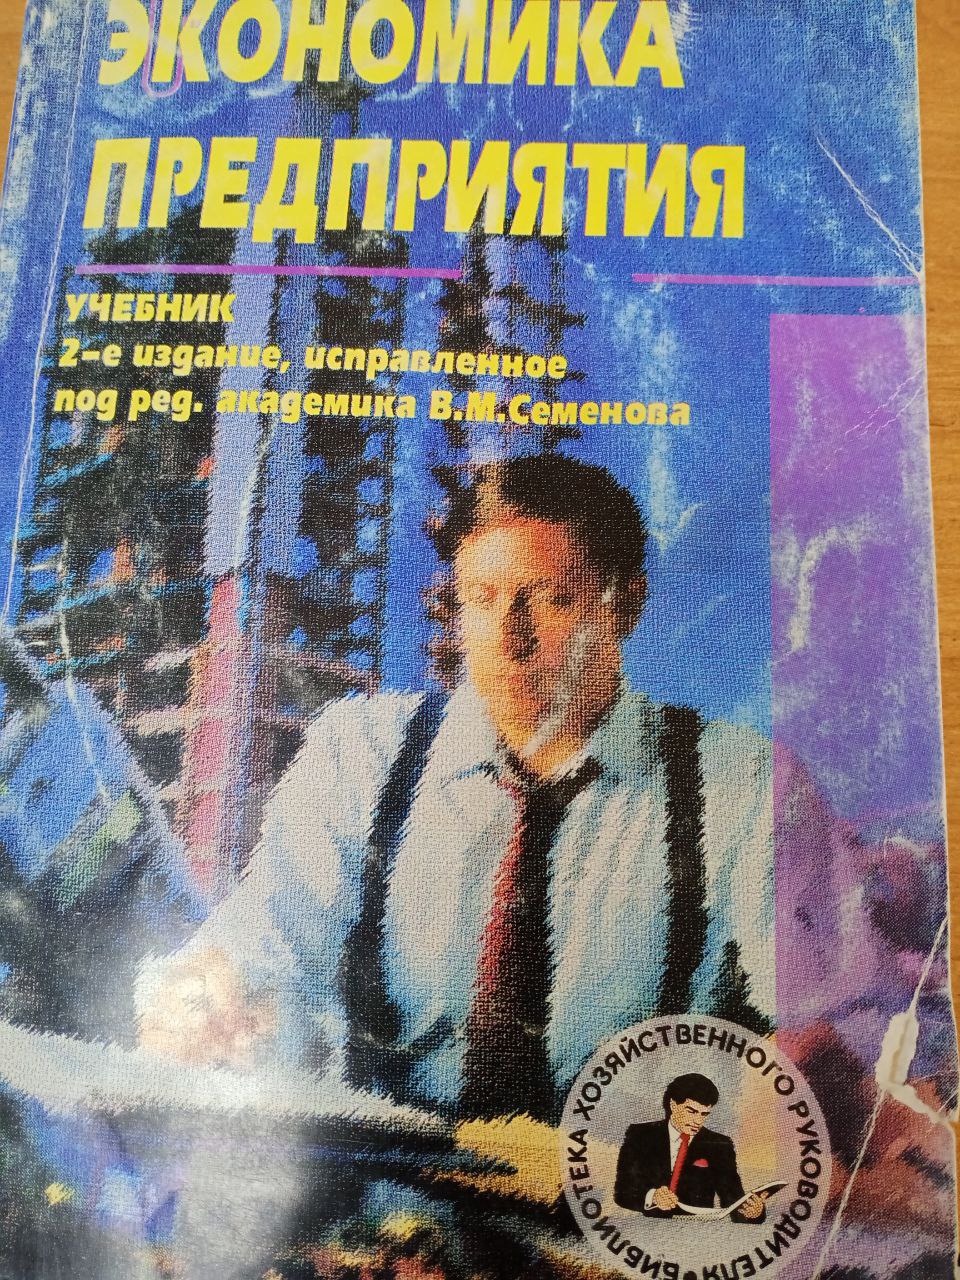 ЭКОНОМИКА
ПРЕДПРИЯТИЯ
УЧЕБНИК
2-е издание, исправленное
под ред. академика В.М.Семенова
БИБЛИОТЕКА ХОЗЯЙСТВЕННОГО РУКОВОДИТЕЛЯ